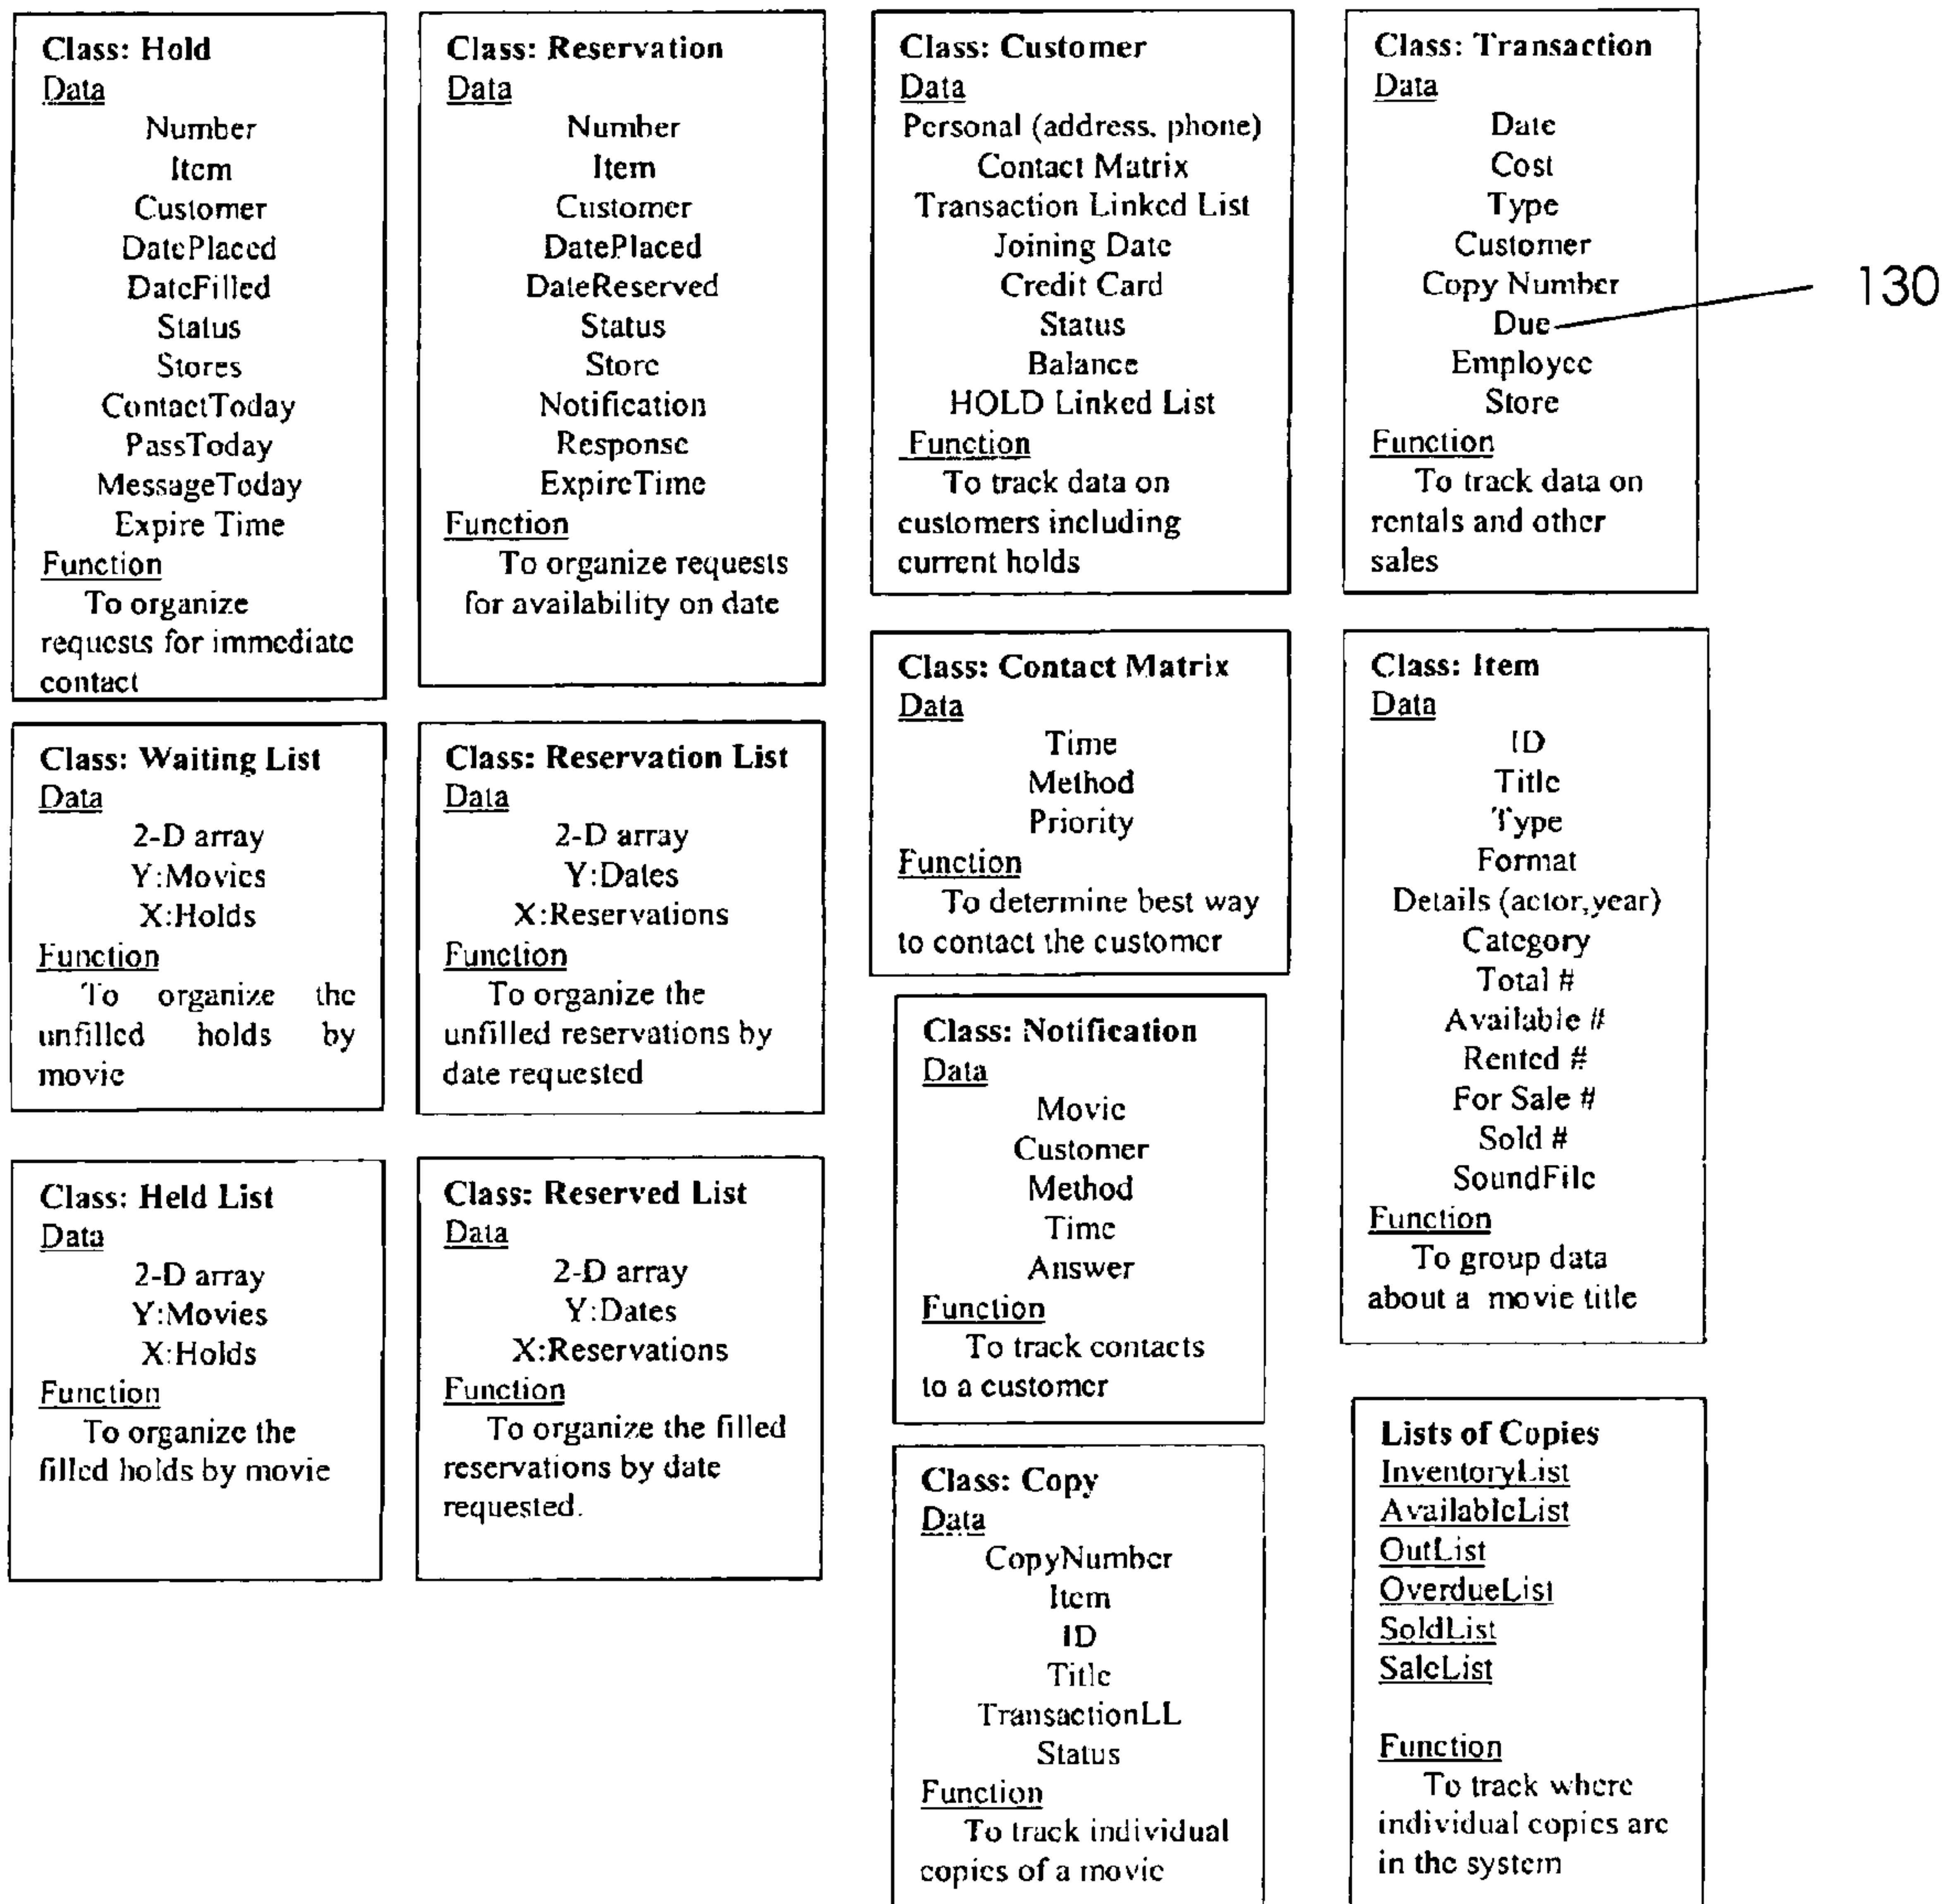 Class: Hold
Data
Number
Item
Customer
DatePlaced
DateFilled
Status
Stores
ContactToday
PassToday
MessageToday
Expire Time
Function
To organize
requests for immediate
contact
Class: Waiting List
Data
2-D array
Y:Movies
X:Holds
Function
To organize the
unfilled holds by
movie
Class: Held List
Data
2-D array
Y:Movies
X:Holds
Function
To organize the
filled holds by movie
Class: Reservation
Data
Number
Item
Customer
DatePlaced
DateReserved
Status
Store
Notification
Response
ExpireTime
Function
To organize requests
for availability on date
Class: Reservation List
Data
2-D array
Y:Dates
X:Reservations
Function
To organize the
unfilled reservations by
date requested
Class: Reserved List
Data
2-D array
Y:Dates
X:Reservations
Function
To organize the filled
reservations by date
requested.
Class: Customer
Data
Personal (address, phone)
Contact Matrix
Transaction Linked List
Joining Date
Credit Card
Status
Balance
HOLD Linked List
Function
To track data on
customers including
current holds
Class: Contact Matrix
Data
Time
Method
Priority
Function
To determine best way
to contact the customer
Class: Notification
Data
Movie
Customer
Method
Time
Answer
Function
To track contacts
to a customer
Class: Copy
Data
CopyNumber
Item
ID
Title
TransactionLL
Status
Function
To track individual
copies of a movie
Class: Transaction
Data
Date
Cost
Type
Customer
Copy Number
Due
Employee
Store
Function
To track data on
rentals and other
sales
130
Class: Item
Data
ID
Title
Type
Format
Details (actor,year)
Category
Total #
Available #
Rented #
For Sale #
Sold #
SoundFile
Function
To group data
about a movie title
Lists of Copies
InventoryList
AvailableList
OutList
OverdueList
SoldList
SaleList
Function
To track where
individual copies are
in the system